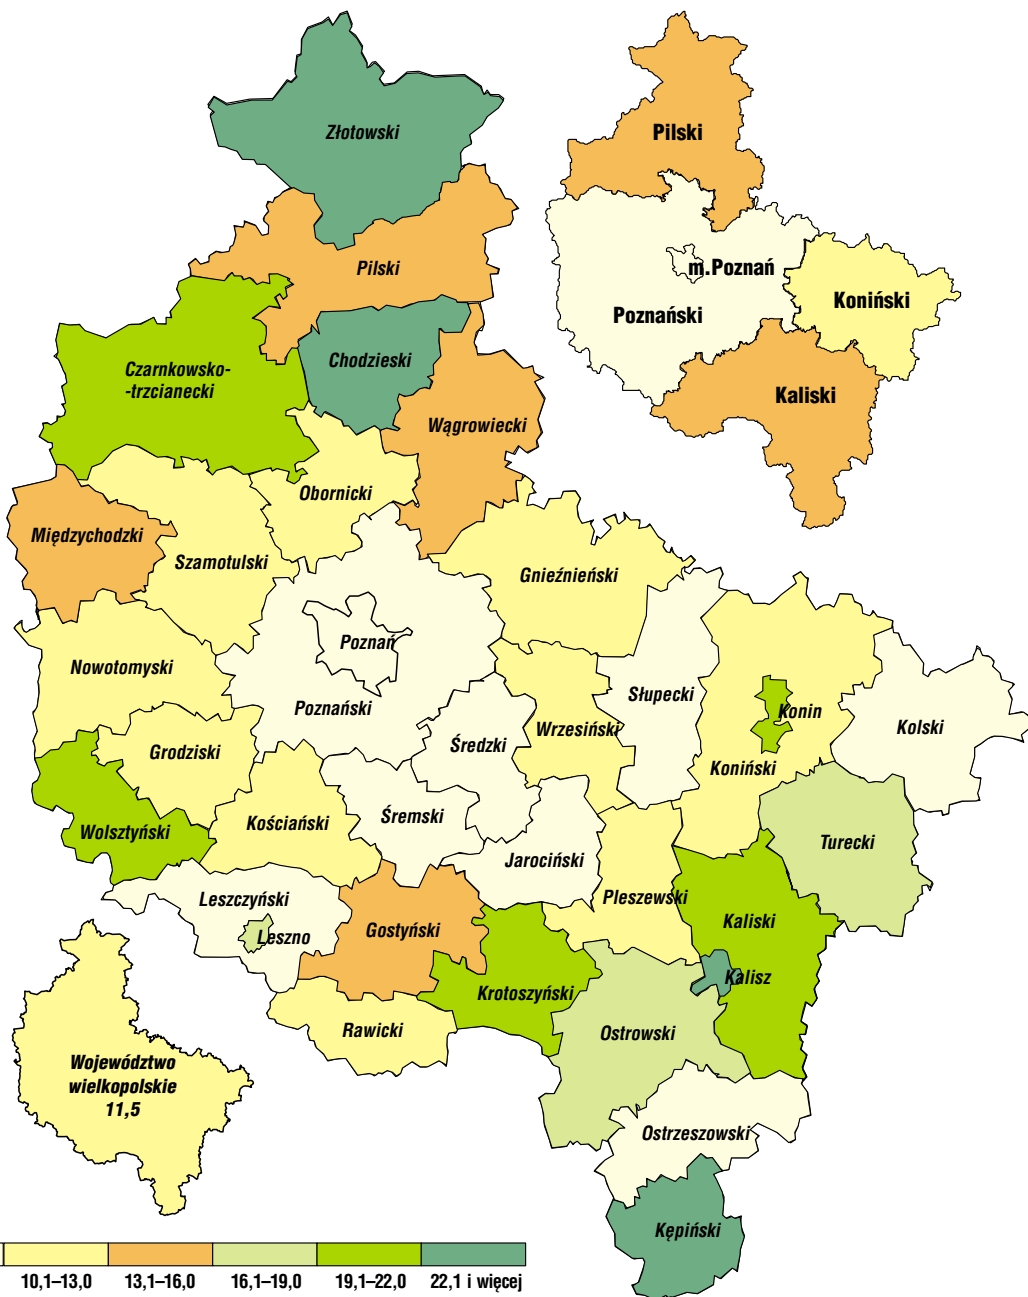 Złotowski
Pilski
Pilski
m.Poznań
Koniński
Poznański
Kaliski
Czarnkowsko-
-trzcianecki
Chodzieski
Wągrowiecki
Obornicki
Międzychodzki
Szamotulski
Gnieźnieński
Poznań
Nowotomyski
Poznański
Słupecki
Konin
Kolski
Grodziski
Średzki
Wrzesiński
Koniński
Wolsztyński
Kościański
Śremski
Jarociński
Turecki
Leszczyński
Leszno
Gostyński
Pleszewski
Kaliski
Kalisz
Krotoszyński
Rawicki
Ostrowski
Województwo
wielkopolskie
11,5
Ostrzeszowski
Kępiński
10,1–13,0
13,1–16,0
16,1–19,0
19,1–22,0
22,1 i więcej